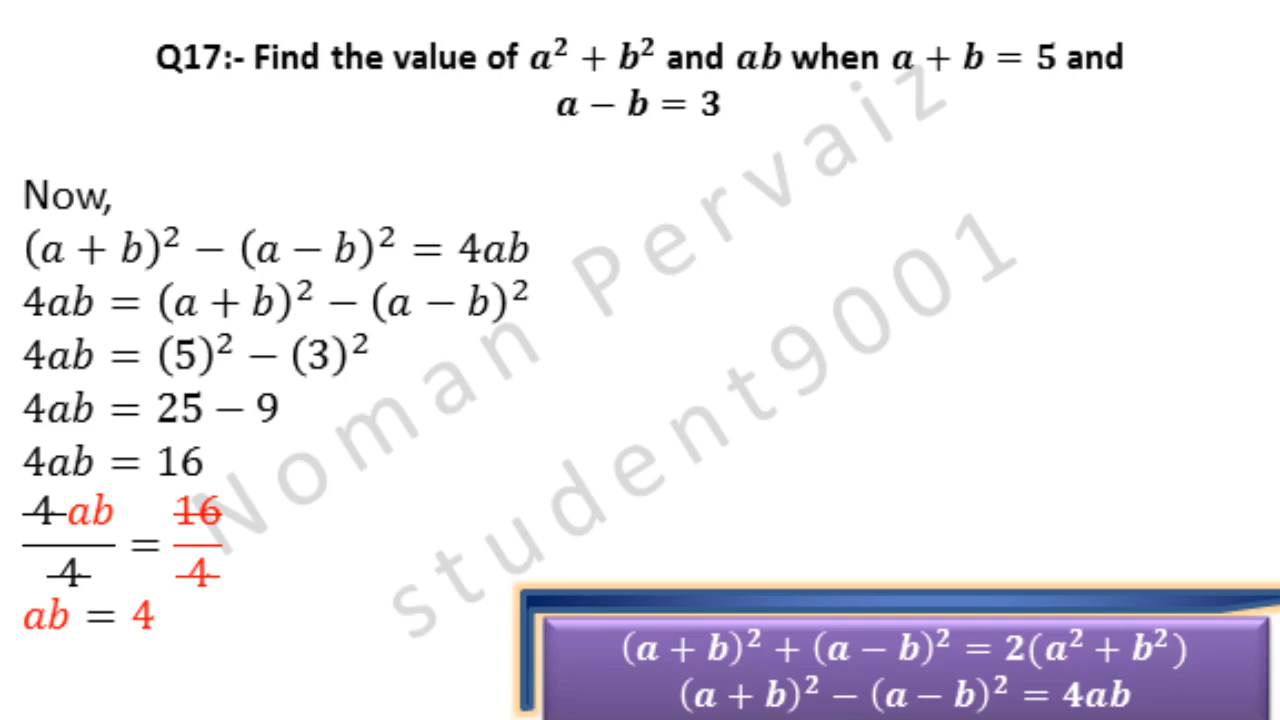 Q17:- Find the value of a² + b² and ab when a + b = 5 and
a − b = 3
Now,
(a + b)² − (a − b)² = 4ab
4ab = (a + b)² − (a − b)²
4ab = (5)² − (3)²
4ab = 25 − 9
4ab = 16
4ab/4 = 16/4
ab = 4
Noman Pervaiz
student9001
(a + b)² + (a − b)² = 2(a² + b²)
(a + b)² − (a − b)² = 4ab